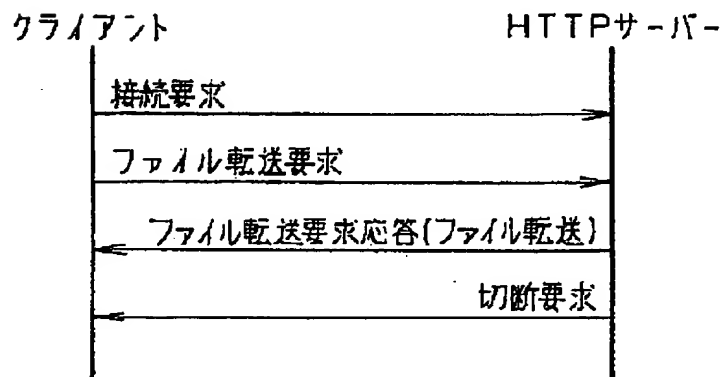 クライアント
HTTPサーバー
接続要求
ファイル転送要求
ファイル転送要求応答(ファイル転送)
切断要求